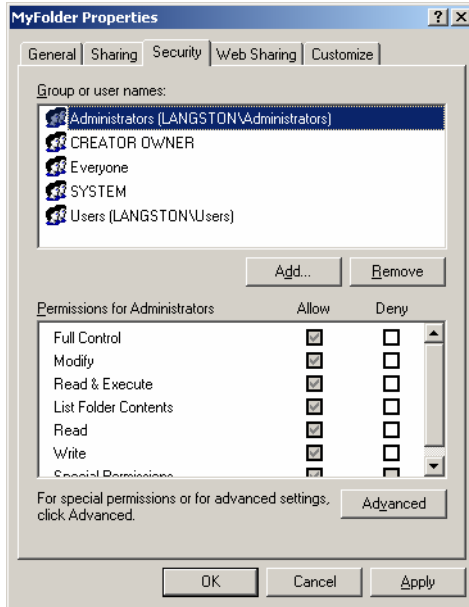 MyFolder Properties
General Sharing Security Web Sharing Customize
Group or user names:
Administrators (LANGSTON\Administrators)
CREATOR OWNER
Everyone
SYSTEM
Users (LANGSTON\Users)
Add... Remove
Permissions for Administrators Allow Deny
Full Control
Modify
Read & Execute
List Folder Contents
Read
Write
Special Permissions
For special permissions or for advanced settings, Advanced
click Advanced.
OK Cancel Apply